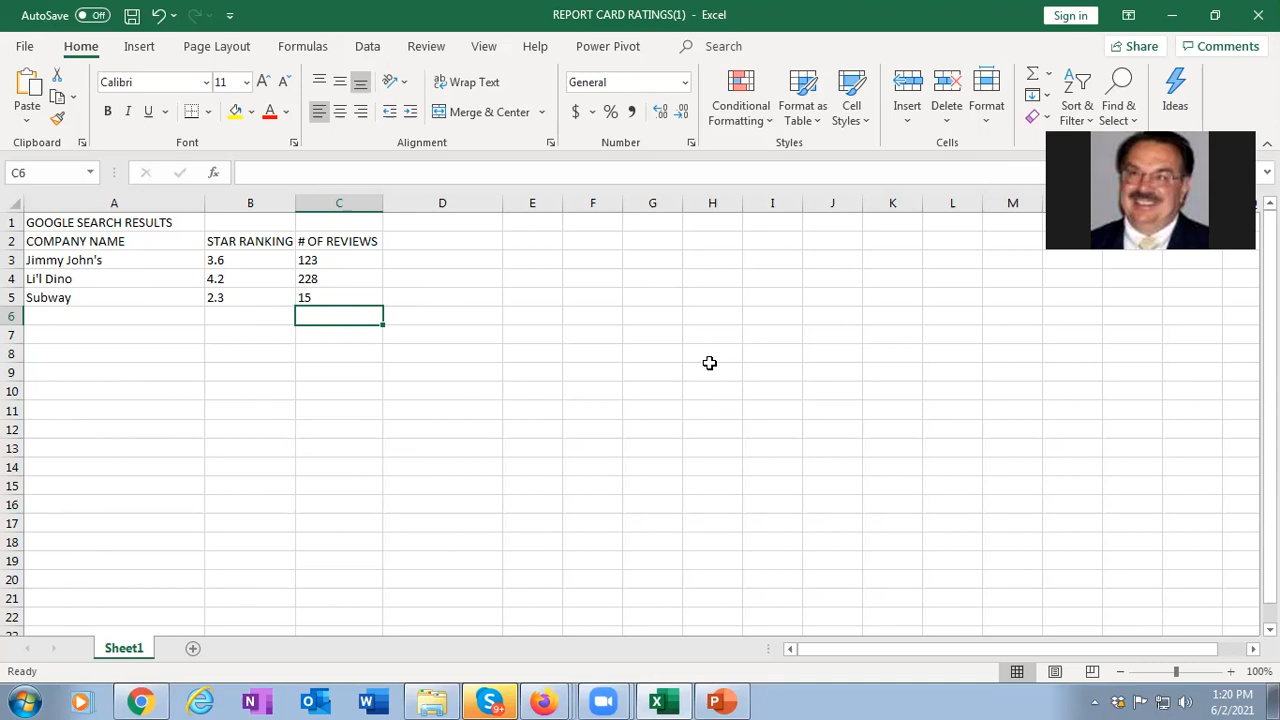 AutoSave Off REPORT CARD RATINGS(1) - Excel Sign in
File Home Insert Page Layout Formulas Data Review View Help Power Pivot Search Share Comments
Paste Calibri 11 Wrap Text General Conditional Formatting Format as Table Cell Styles Insert Delete Format Sort & Filter Find & Select Ideas
B I U Merge & Center $ %
Clipboard Font Alignment Number Styles Cells
C6 fx
A B C D E F G H I J K L M
1 GOOGLE SEARCH RESULTS
2 COMPANY NAME STAR RANKING # OF REVIEWS
3 Jimmy John's 3.6 123
4 Li'l Dino 4.2 228
5 Subway 2.3 15
6
7
8
9
10
11
12
13
14
15
16
17
18
19
20
21
22
Sheet1
Ready 100%
1:20 PM
6/2/2021